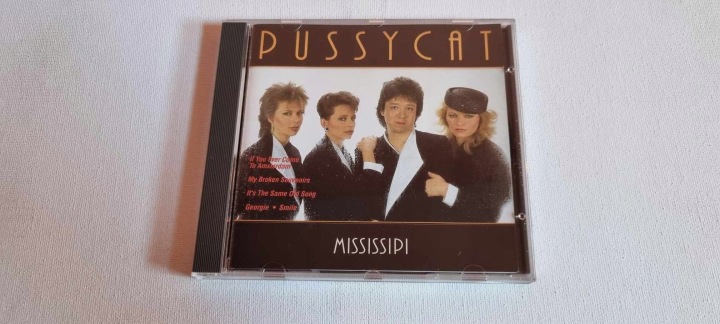 PUSSYCAT
If You Ever Come
To Amsterdam
My Broken Souvenirs
It's The Same Old Song
Georgie • Smile
MISSISSIPI